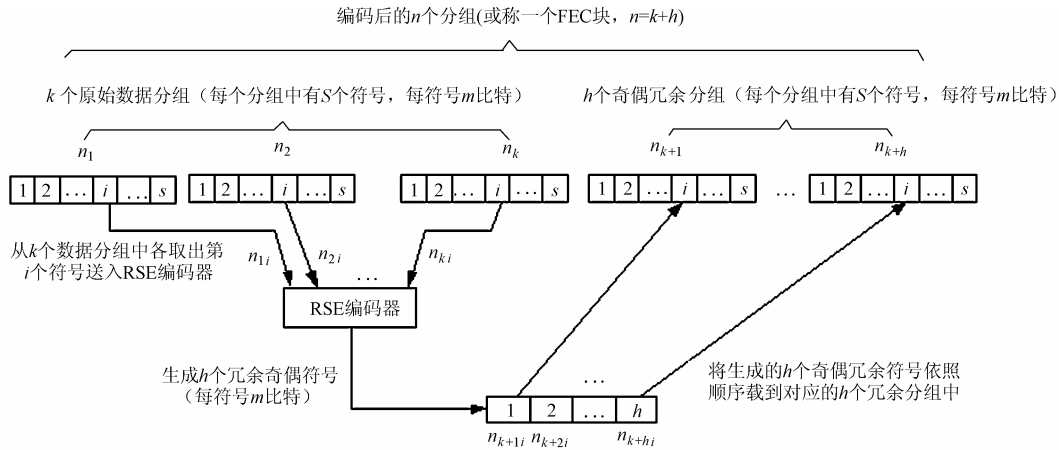 编码后的n个分组(或称一个FEC块，n=k+h)
k 个原始数据分组（每个分组中有S个符号，每符号m比特）
h个奇偶冗余分组（每个分组中有S个符号，每符号m比特）
n1 n2 nk nk+1 nk+h
1 2 ... i ... s 1 2 ... i ... s 1 2 ... i ... s 1 2 ... i ... s ... 1 2 ... i ... s
从k个数据分组中各取出第
i个符号送入RSE编码器
n1i n2i ... nki
RSE编码器
生成h个冗余奇偶符号
（每符号m比特）
将生成的h个奇偶冗余符号依照
顺序载到对应的h个冗余分组中
...
1 2 ... h
nk+1i nk+2i nk+hi